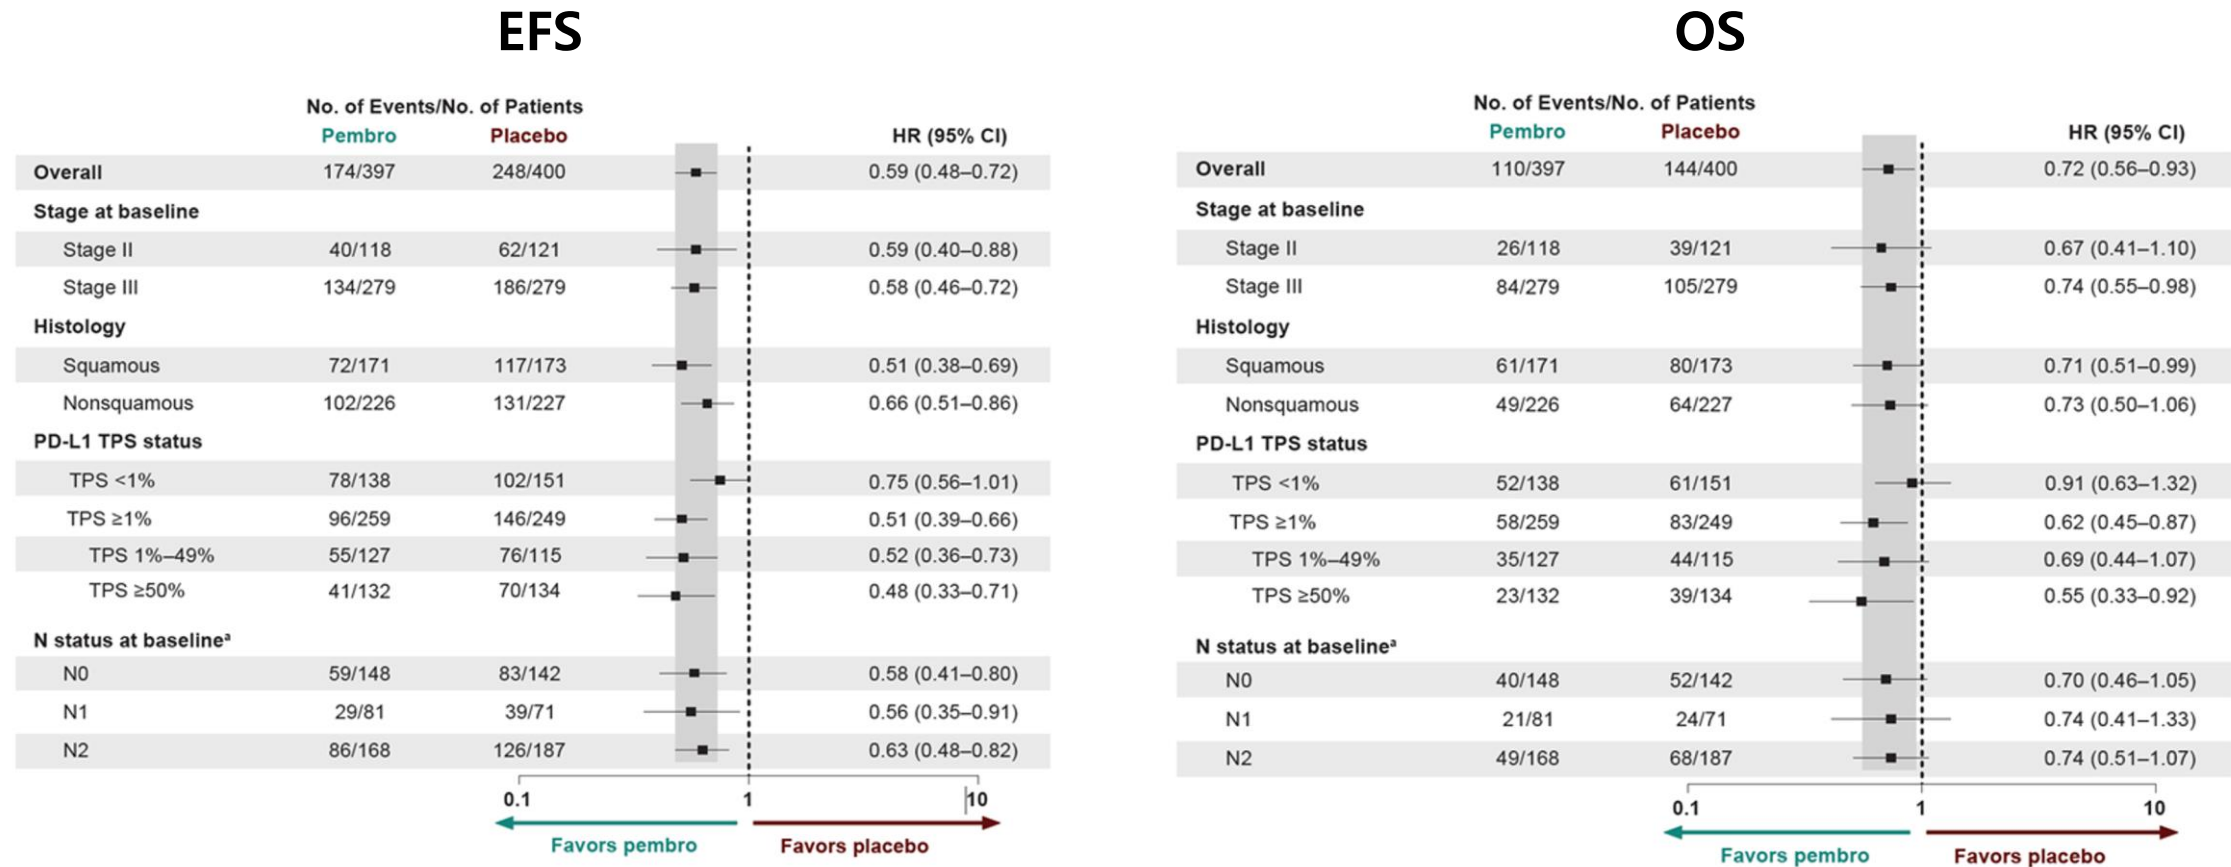 EFS
No. of Events/No. of Patients
Pembro Placebo HR (95% CI)
Overall 174/397 248/400 0.59 (0.48–0.72)
Stage at baseline
Stage II 40/118 62/121 0.59 (0.40–0.88)
Stage III 134/279 186/279 0.58 (0.46–0.72)
Histology
Squamous 72/171 117/173 0.51 (0.38–0.69)
Nonsquamous 102/226 131/227 0.66 (0.51–0.86)
PD-L1 TPS status
TPS <1% 78/138 102/151 0.75 (0.56–1.01)
TPS ≥1% 96/259 146/249 0.51 (0.39–0.66)
TPS 1%–49% 55/127 76/115 0.52 (0.36–0.73)
TPS ≥50% 41/132 70/134 0.48 (0.33–0.71)
N status at baselineª
N0 59/148 83/142 0.58 (0.41–0.80)
N1 29/81 39/71 0.56 (0.35–0.91)
N2 86/168 126/187 0.63 (0.48–0.82)
0.1 1 10
Favors pembro Favors placebo
OS
No. of Events/No. of Patients
Pembro Placebo HR (95% CI)
Overall 110/397 144/400 0.72 (0.56–0.93)
Stage at baseline
Stage II 26/118 39/121 0.67 (0.41–1.10)
Stage III 84/279 105/279 0.74 (0.55–0.98)
Histology
Squamous 61/171 80/173 0.71 (0.51–0.99)
Nonsquamous 49/226 64/227 0.73 (0.50–1.06)
PD-L1 TPS status
TPS <1% 52/138 61/151 0.91 (0.63–1.32)
TPS ≥1% 58/259 83/249 0.62 (0.45–0.87)
TPS 1%–49% 35/127 44/115 0.69 (0.44–1.07)
TPS ≥50% 23/132 39/134 0.55 (0.33–0.92)
N status at baselineª
N0 40/148 52/142 0.70 (0.46–1.05)
N1 21/81 24/71 0.74 (0.41–1.33)
N2 49/168 68/187 0.74 (0.51–1.07)
0.1 1 10
Favors pembro Favors placebo